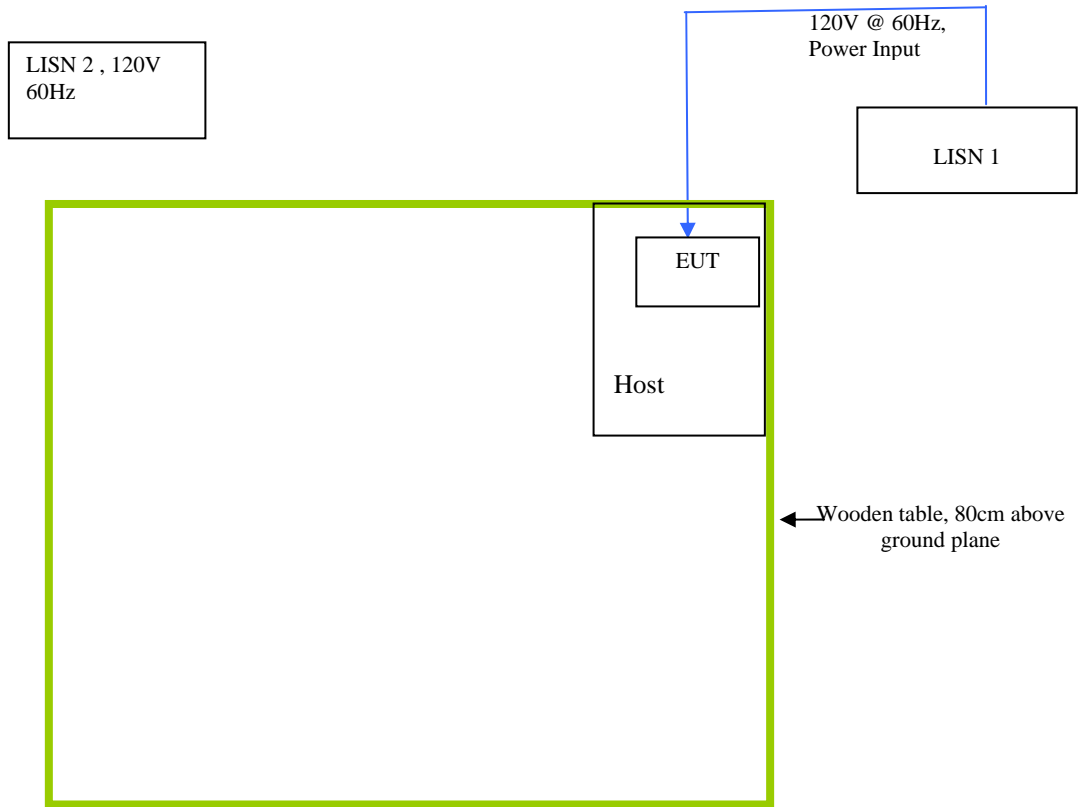 120V @ 60Hz,
Power Input
LISN 2 , 120V
60Hz
LISN 1
EUT
Host
Wooden table, 80cm above
ground plane